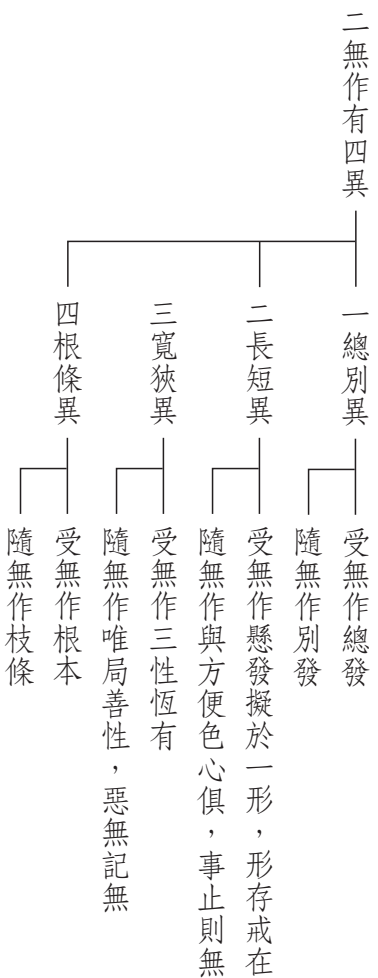 二無作有四異
一總別異
受無作總發
隨無作別發
二長短異
受無作懸發擬於一形，形存戒在
隨無作與方便色心俱，事止則無
三寬狹異
受無作三性恆有
隨無作唯局善性，惡無記無
四根條異
受無作根本
隨無作枝條